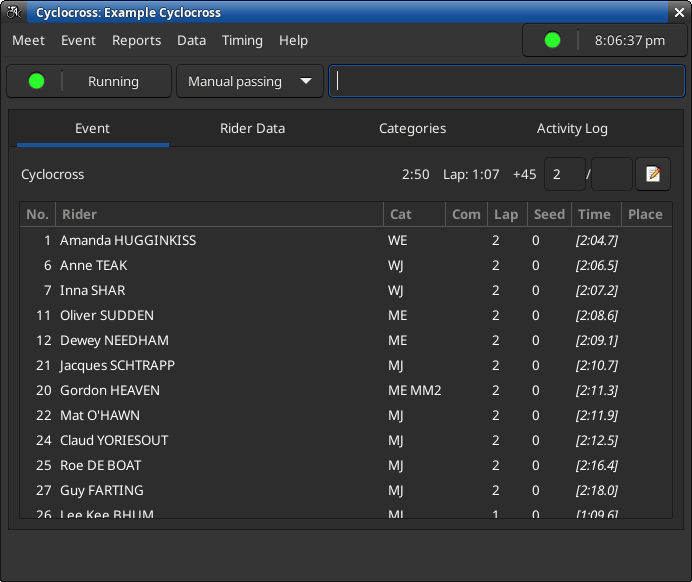 Cyclocross: Example Cyclocross
Meet Event Reports Data Timing Help 8:06:37 pm
Running Manual passing
Event Rider Data Categories Activity Log
Cyclocross 2:50 Lap: 1:07 +45 2 /
No. Rider Cat Com Lap Seed Time Place
1 Amanda HUGGINKISS WE 2 0 [2:04.7]
6 Anne TEAK WJ 2 0 [2:06.5]
7 Inna SHAR WJ 2 0 [2:07.2]
11 Oliver SUDDEN ME 2 0 [2:08.6]
12 Dewey NEEDHAM ME 2 0 [2:09.1]
21 Jacques SCHTRAPP MJ 2 0 [2:10.7]
20 Gordon HEAVEN ME MM2 2 0 [2:11.3]
22 Mat O'HAWN MJ 2 0 [2:11.9]
24 Claud YORIESOUT MJ 2 0 [2:12.5]
25 Roe DE BOAT MJ 2 0 [2:16.4]
27 Guy FARTING MJ 2 0 [2:18.0]
26 Lee Kee BHUM MJ 1 0 [1:09.6]